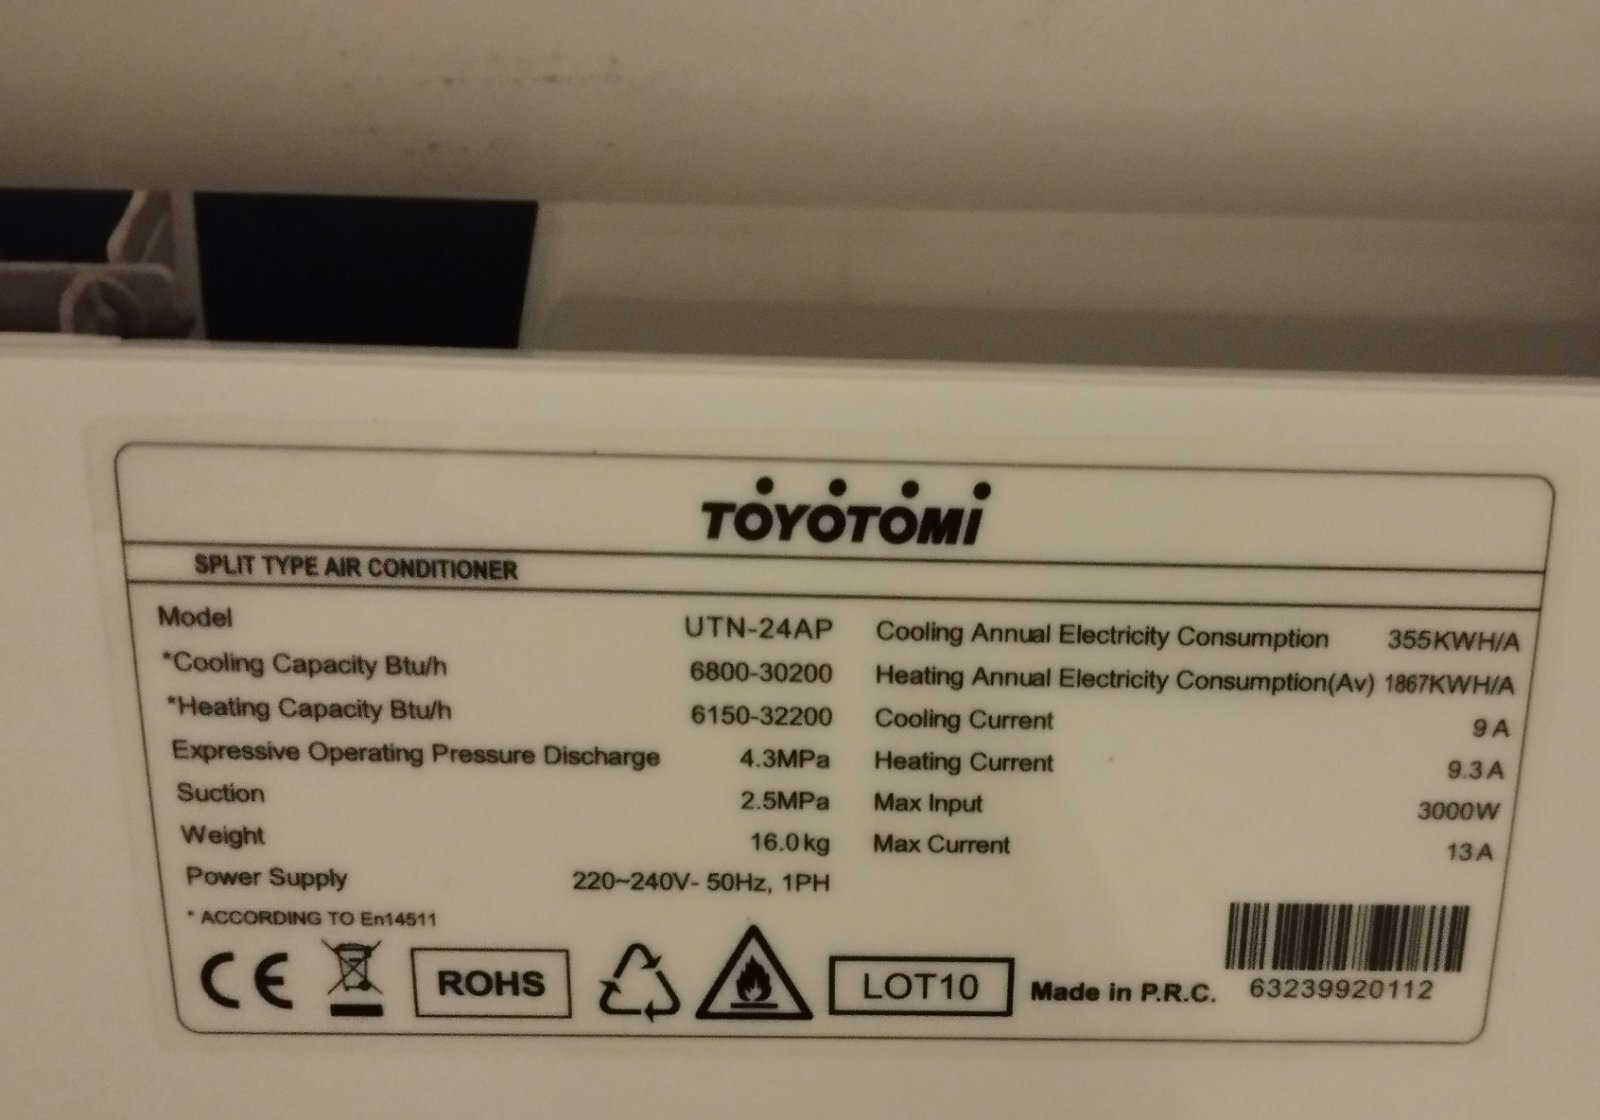 TOYOTOMI
SPLIT TYPE AIR CONDITIONER
Model UTN-24AP
*Cooling Capacity Btu/h 6800-30200
*Heating Capacity Btu/h 6150-32200
Expressive Operating Pressure Discharge 4.3MPa
Suction 2.5MPa
Weight 16.0kg
Power Supply 220~240V- 50Hz, 1PH
* ACCORDING TO En14511
Cooling Annual Electricity Consumption 355KWH/A
Heating Annual Electricity Consumption(Av) 1867KWH/A
Cooling Current 9A
Heating Current 9.3A
Max Input 3000W
Max Current 13A
CE
ROHS
LOT10
Made in P.R.C.
63239920112